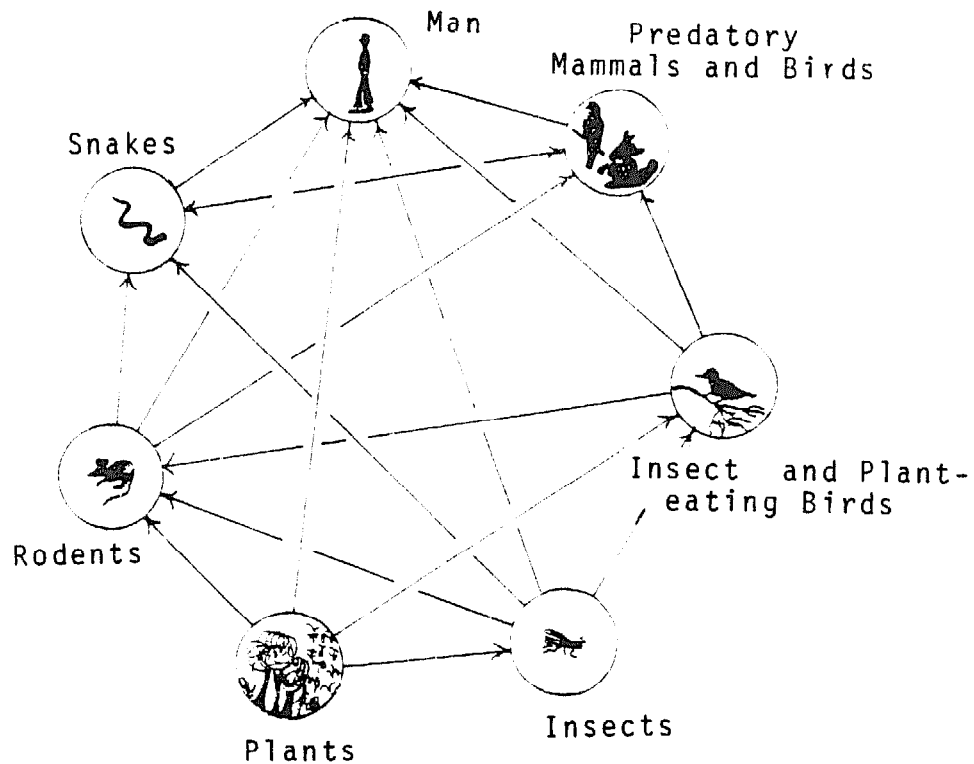 Man
Predatory
Mammals and Birds
Snakes
Insect and Plant-
eating Birds
Rodents
Insects
Plants